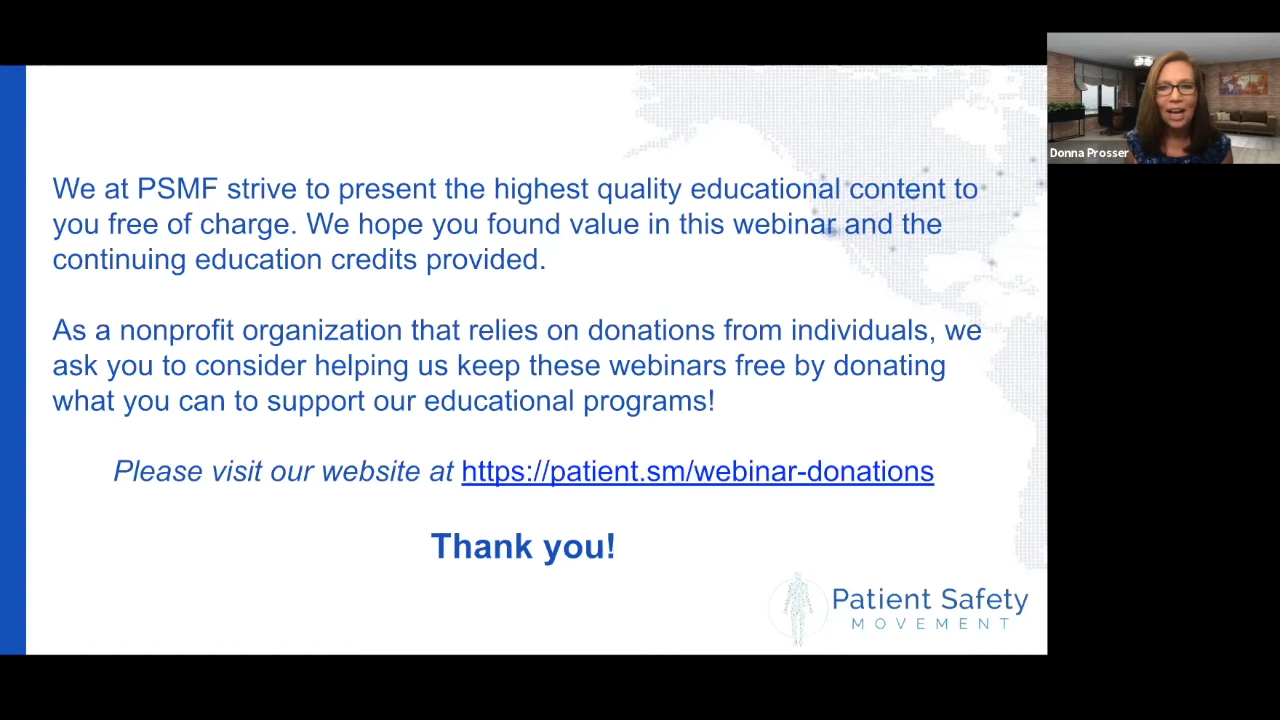 We at PSMF strive to present the highest quality educational content to
you free of charge. We hope you found value in this webinar and the
continuing education credits provided.
As a nonprofit organization that relies on donations from individuals, we
ask you to consider helping us keep these webinars free by donating
what you can to support our educational programs!
Please visit our website at https://patient.sm/webinar-donations
Thank you!
Patient Safety
MOVEMENT
Donna Prosser